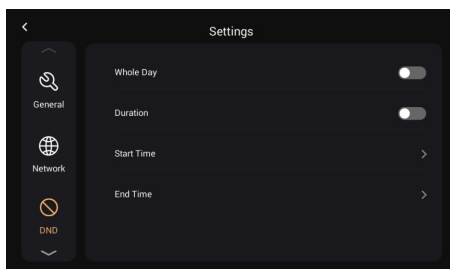 Settings
General
Network
DND
Whole Day
Duration
Start Time
End Time